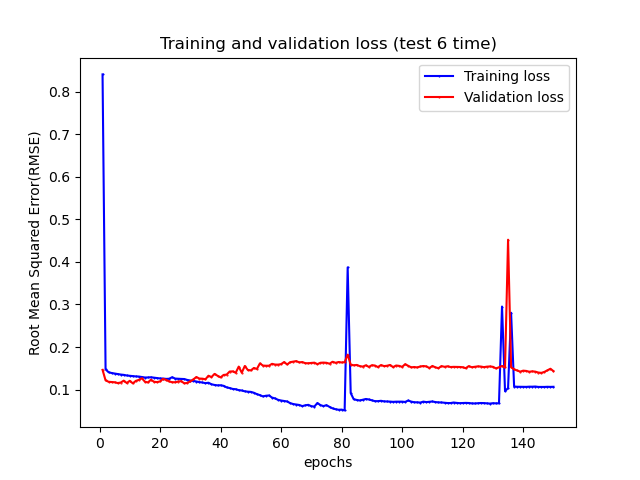 Training and validation loss (test 6 time)
Training loss
Validation loss
Root Mean Squared Error(RMSE)
0.8
0.7
0.6
0.5
0.4
0.3
0.2
0.1
0 20 40 60 80 100 120 140
epochs